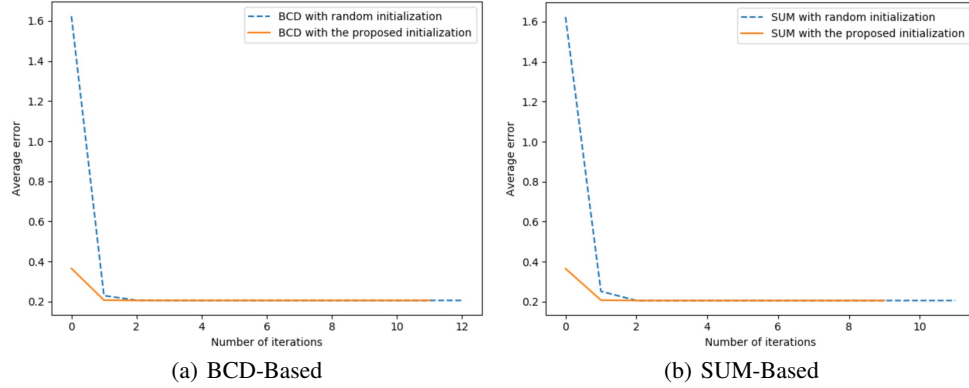 BCD with random initialization
BCD with the proposed initialization
1.6
1.4
1.2
1.0
0.8
0.6
0.4
0.2
Average error
0 2 4 6 8 10 12
Number of iterations
(a) BCD-Based
SUM with random initialization
SUM with the proposed initialization
1.6
1.4
1.2
1.0
0.8
0.6
0.4
0.2
Average error
0 2 4 6 8 10
Number of iterations
(b) SUM-Based